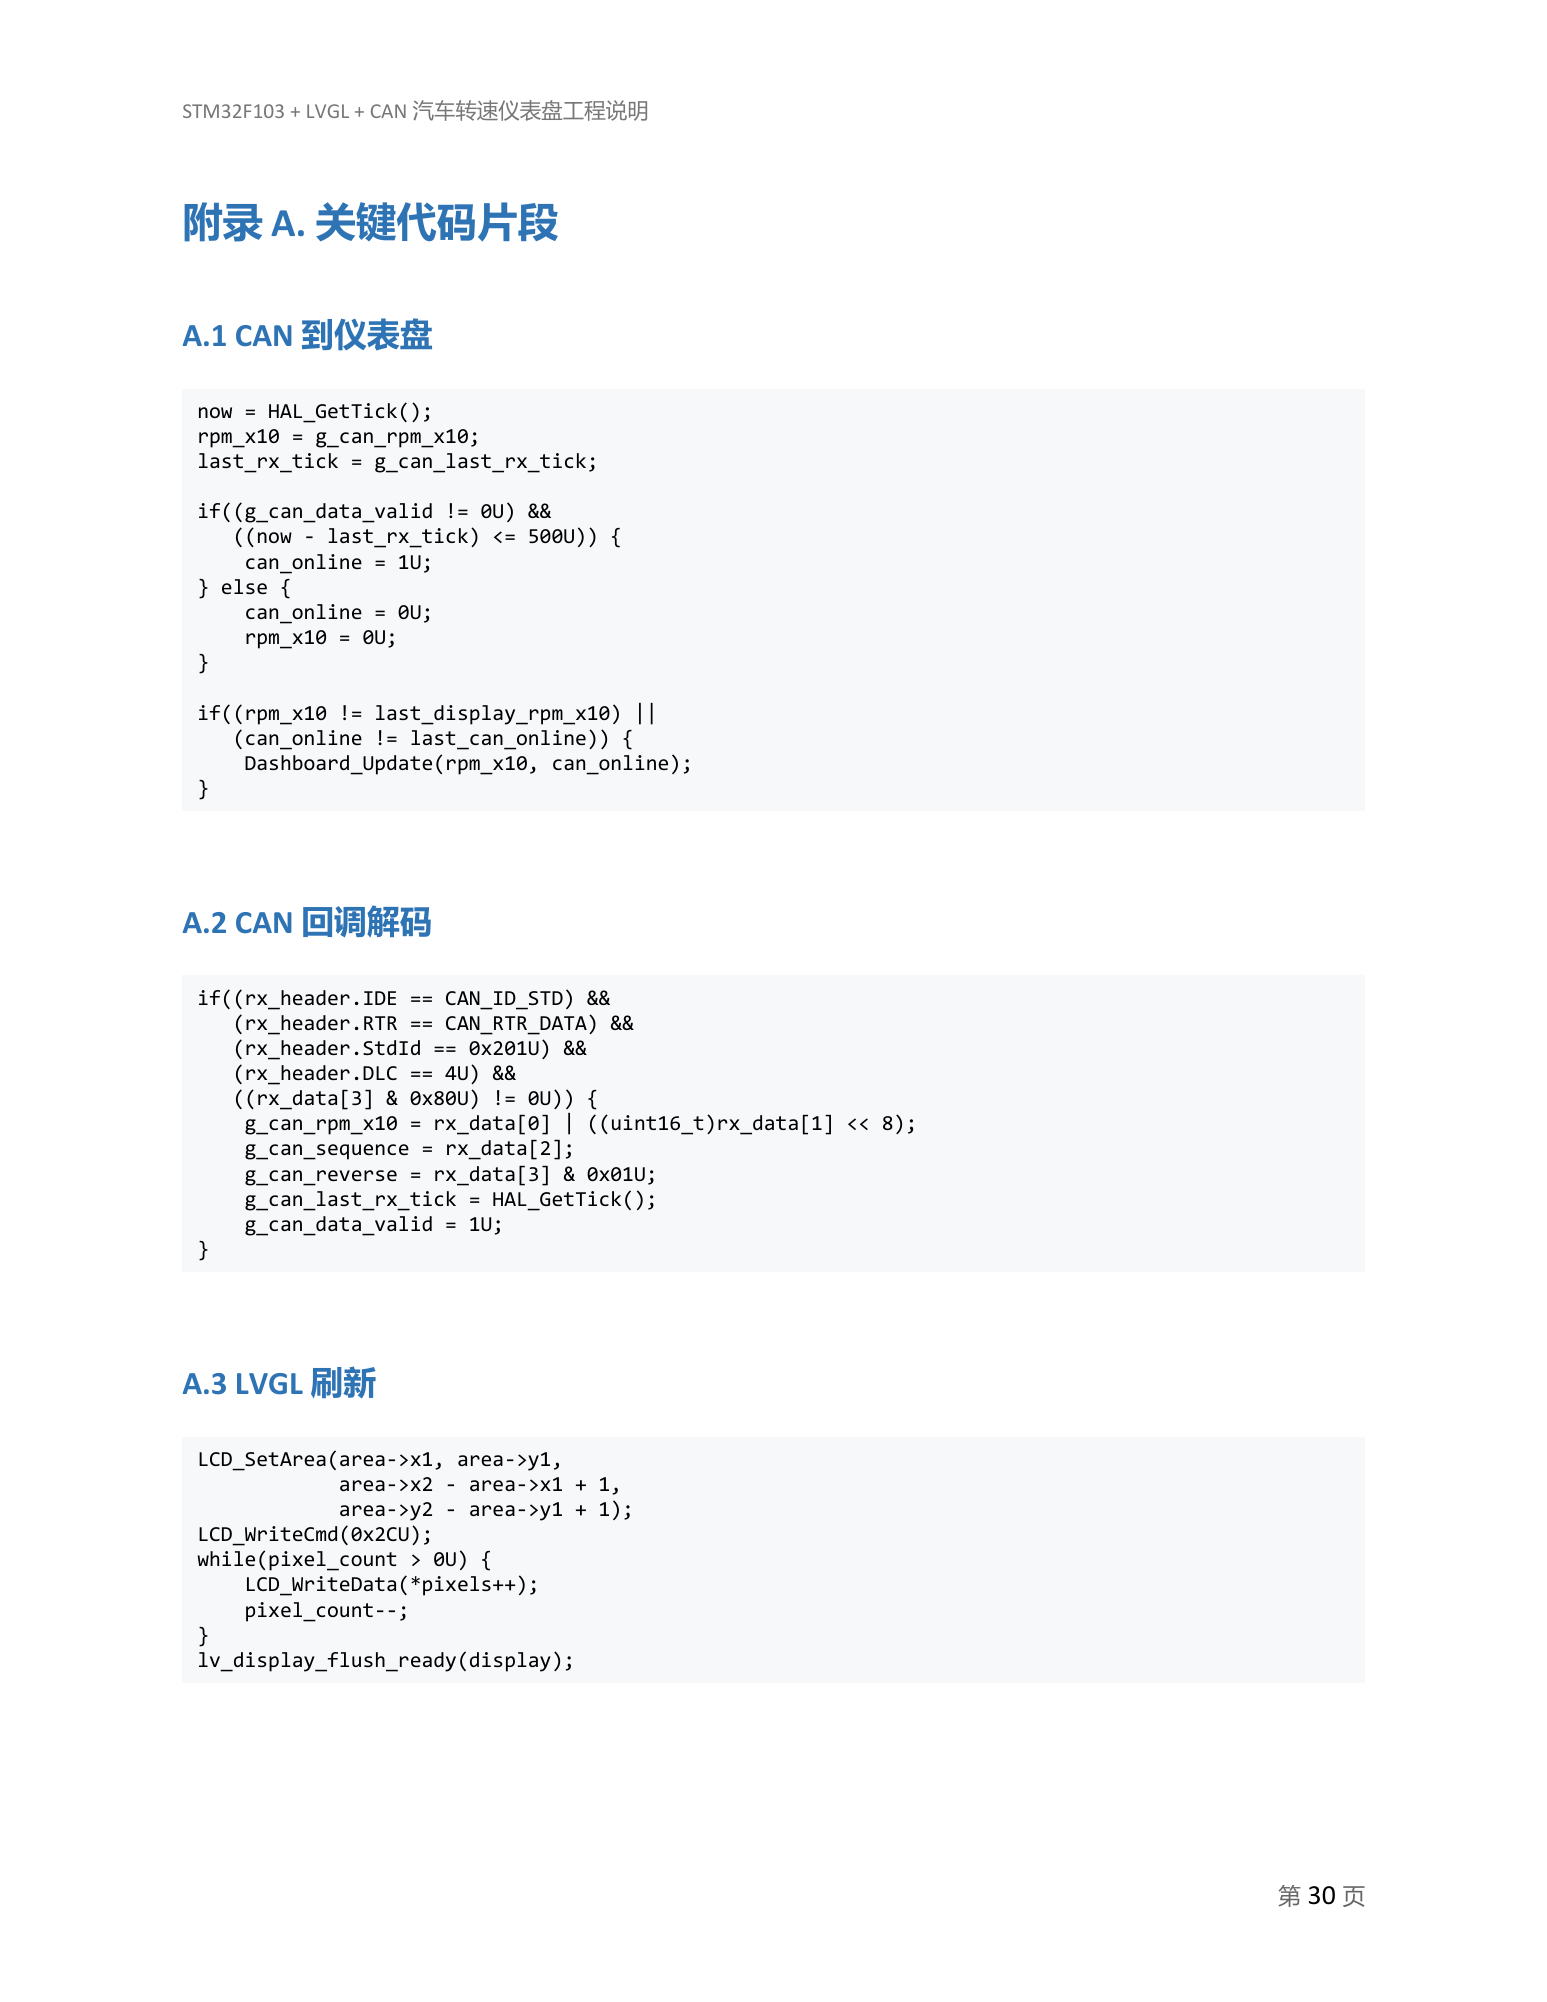 STM32F103 + LVGL + CAN 汽车转速仪表盘工程说明
附录 A. 关键代码片段
A.1 CAN 到仪表盘
now = HAL_GetTick();
rpm_x10 = g_can_rpm_x10;
last_rx_tick = g_can_last_rx_tick;
if((g_can_data_valid != 0U) &&
   ((now - last_rx_tick) <= 500U)) {
    can_online = 1U;
} else {
    can_online = 0U;
    rpm_x10 = 0U;
}
if((rpm_x10 != last_display_rpm_x10) ||
   (can_online != last_can_online)) {
    Dashboard_Update(rpm_x10, can_online);
}
A.2 CAN 回调解码
if((rx_header.IDE == CAN_ID_STD) &&
   (rx_header.RTR == CAN_RTR_DATA) &&
   (rx_header.StdId == 0x201U) &&
   (rx_header.DLC == 4U) &&
   ((rx_data[3] & 0x80U) != 0U)) {
    g_can_rpm_x10 = rx_data[0] | ((uint16_t)rx_data[1] << 8);
    g_can_sequence = rx_data[2];
    g_can_reverse = rx_data[3] & 0x01U;
    g_can_last_rx_tick = HAL_GetTick();
    g_can_data_valid = 1U;
}
A.3 LVGL 刷新
LCD_SetArea(area->x1, area->y1,
            area->x2 - area->x1 + 1,
            area->y2 - area->y1 + 1);
LCD_WriteCmd(0x2CU);
while(pixel_count > 0U) {
    LCD_WriteData(*pixels++);
    pixel_count--;
}
lv_display_flush_ready(display);
第 30 页